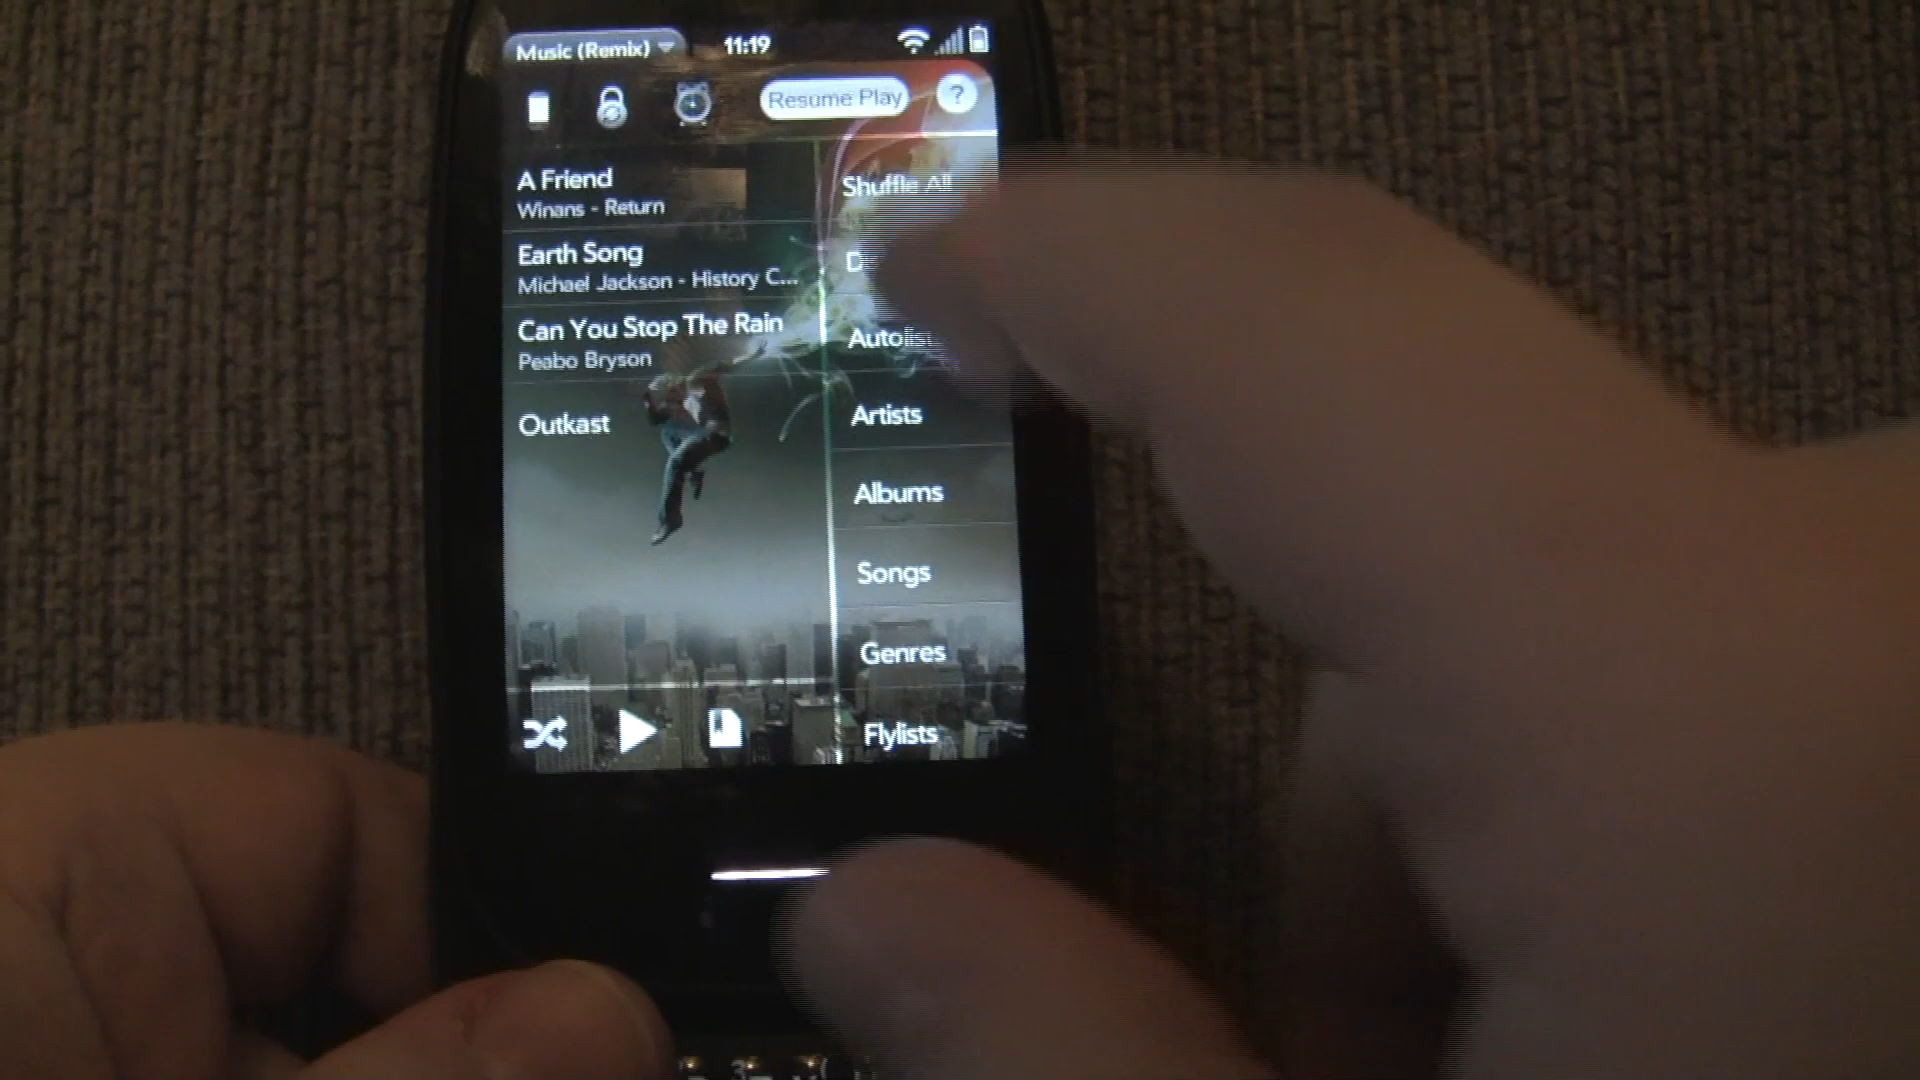 Music (Remix)
11:19
Resume Play
?
A Friend
Winans - Return
Earth Song
Michael Jackson - History C...
Can You Stop The Rain
Peabo Bryson
Outkast
Shuffle All
Artists
Albums
Songs
Genres
Flylists